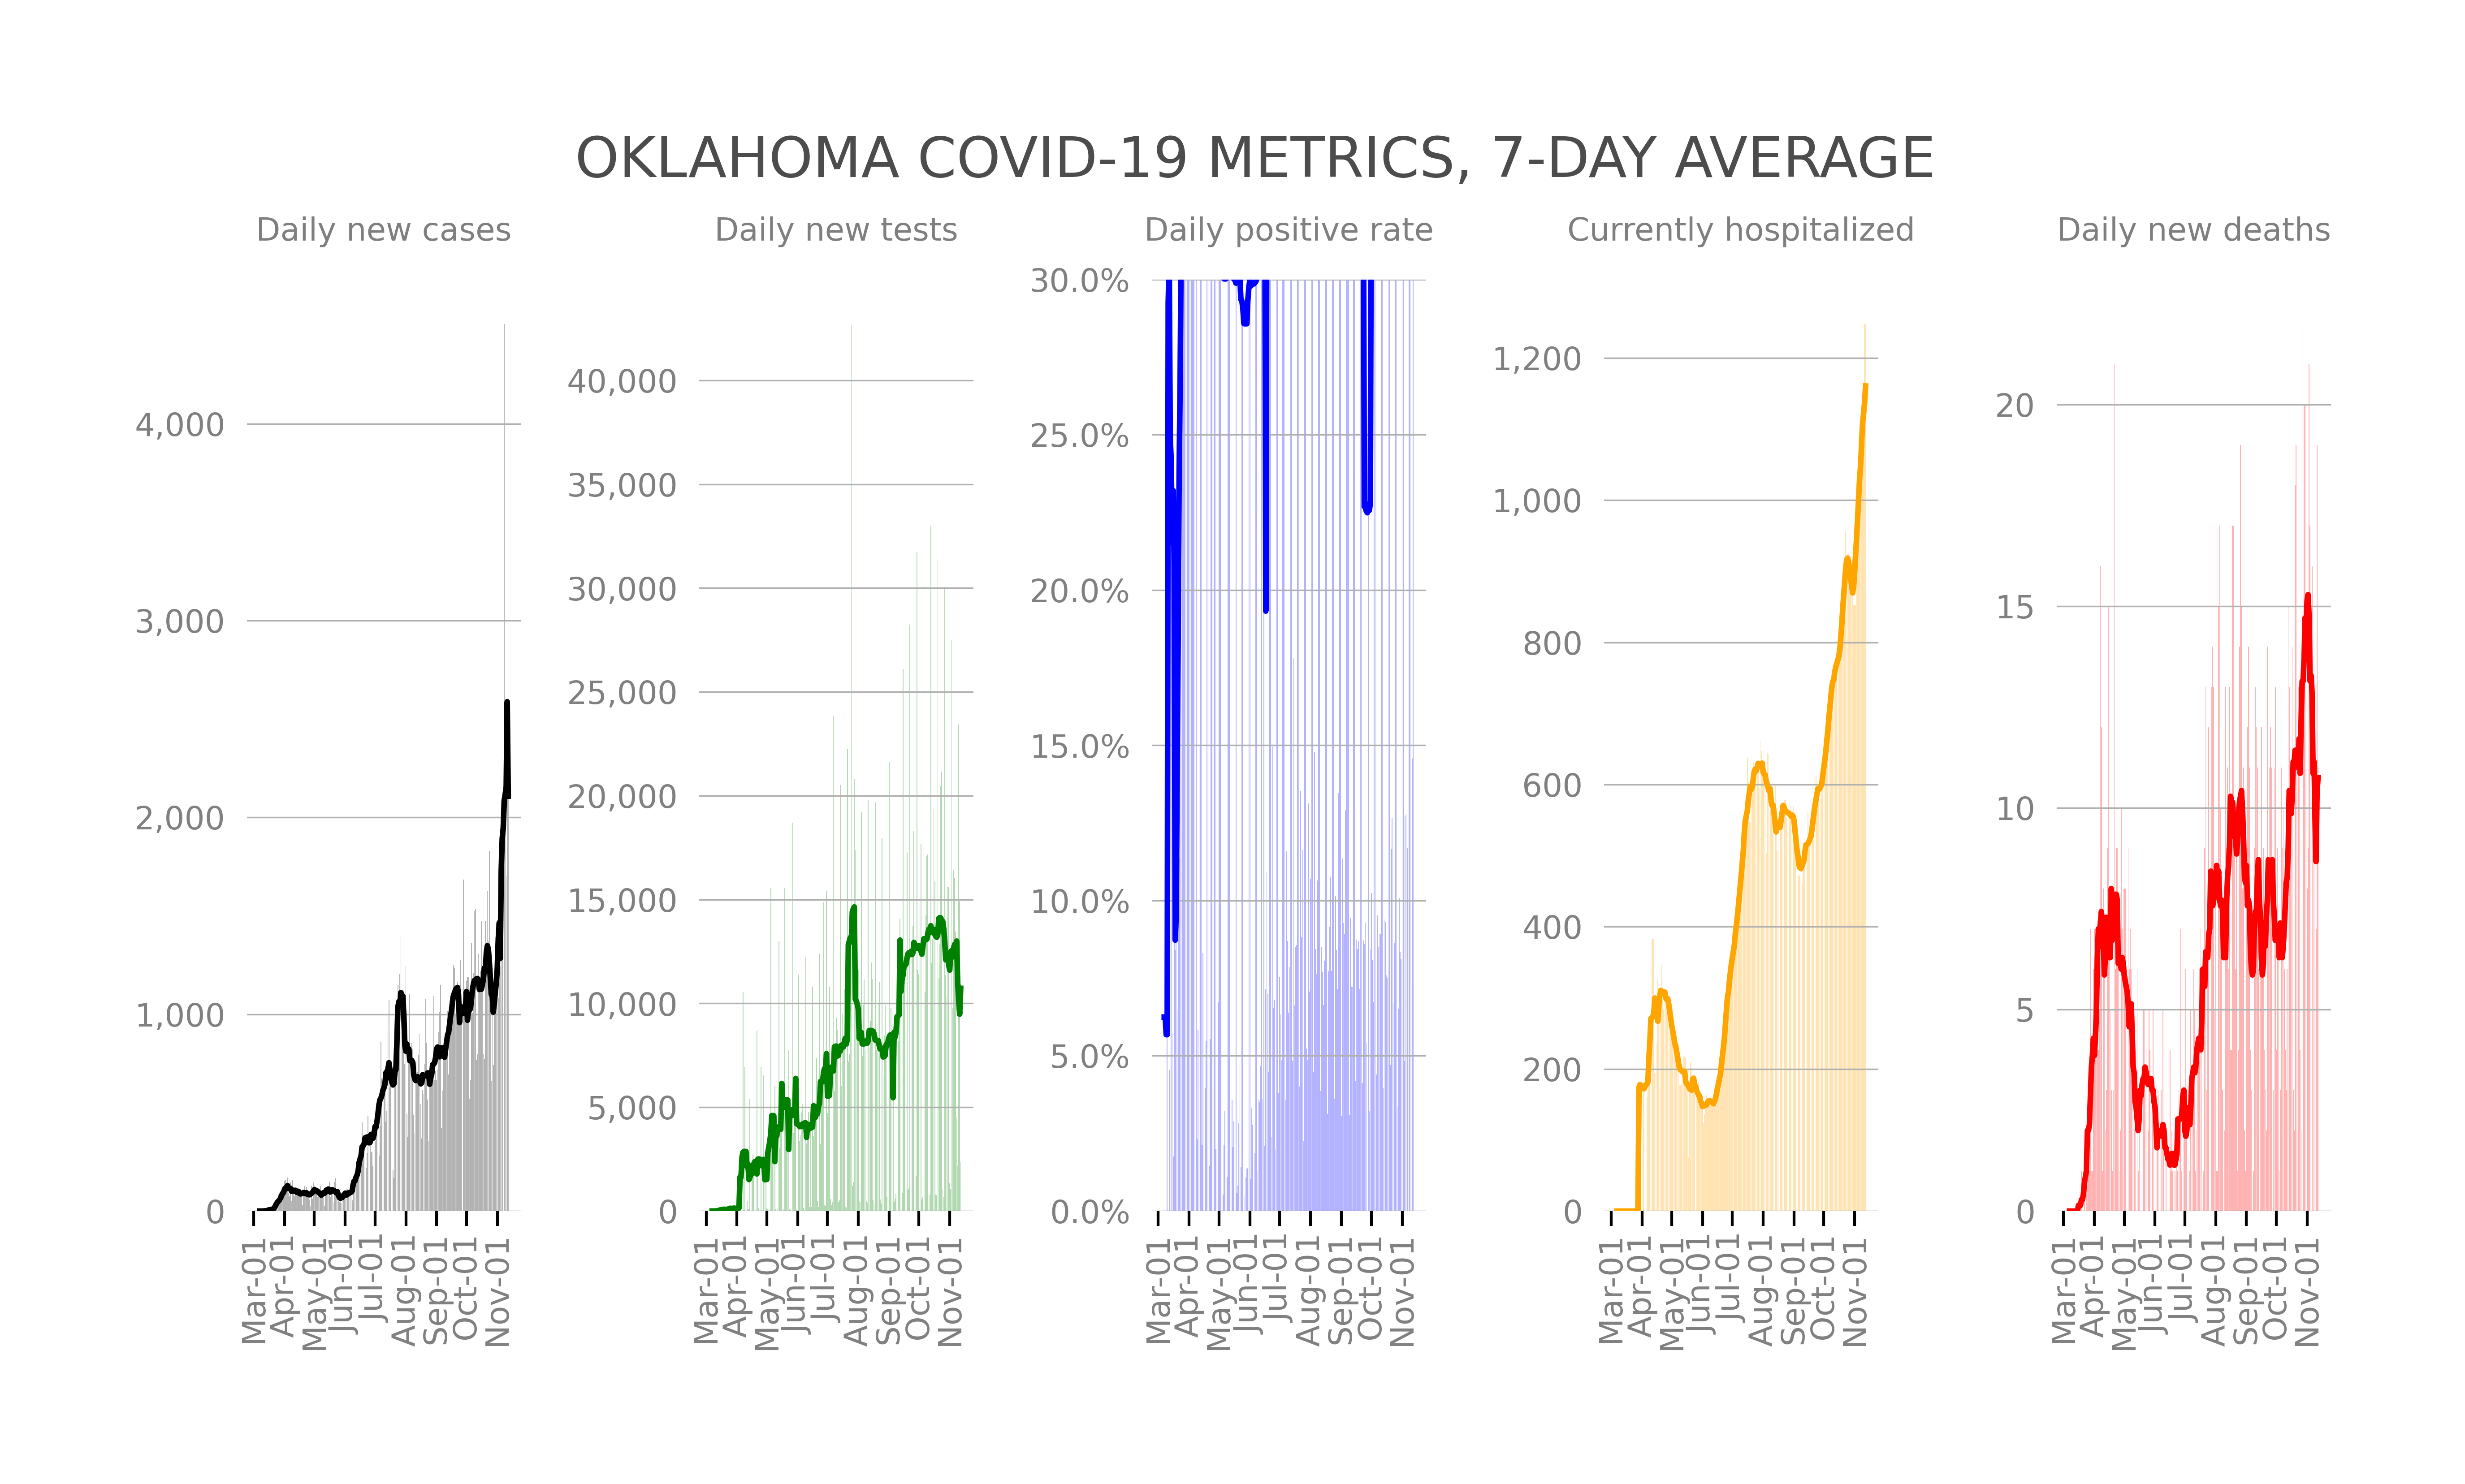 OKLAHOMA COVID-19 METRICS, 7-DAY AVERAGE
Daily new cases
4,000
3,000
2,000
1,000
0
Mar-01
Apr-01
May-01
Jun-01
Jul-01
Aug-01
Sep-01
Oct-01
Nov-01
Daily new tests
40,000
35,000
30,000
25,000
20,000
15,000
10,000
5,000
0
Mar-01
Apr-01
May-01
Jun-01
Jul-01
Aug-01
Sep-01
Oct-01
Nov-01
Daily positive rate
30.0%
25.0%
20.0%
15.0%
10.0%
5.0%
0.0%
Mar-01
Apr-01
May-01
Jun-01
Jul-01
Aug-01
Sep-01
Oct-01
Nov-01
Currently hospitalized
1,200
1,000
800
600
400
200
0
Mar-01
Apr-01
May-01
Jun-01
Jul-01
Aug-01
Sep-01
Oct-01
Nov-01
Daily new deaths
20
15
10
5
0
Mar-01
Apr-01
May-01
Jun-01
Jul-01
Aug-01
Sep-01
Oct-01
Nov-01